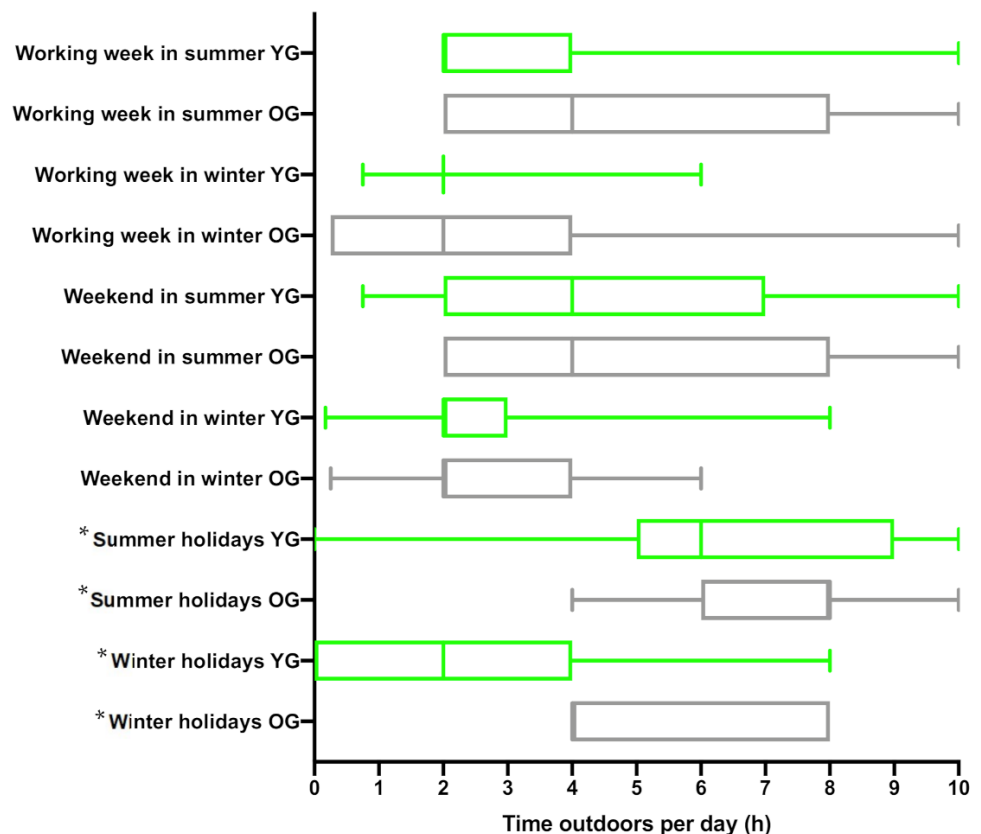 Working week in summer YG
Working week in summer OG
Working week in winter YG
Working week in winter OG
Weekend in summer YG
Weekend in summer OG
Weekend in winter YG
Weekend in winter OG
*Summer holidays YG
*Summer holidays OG
*Winter holidays YG
*Winter holidays OG
0 1 2 3 4 5 6 7 8 9 10
Time outdoors per day (h)